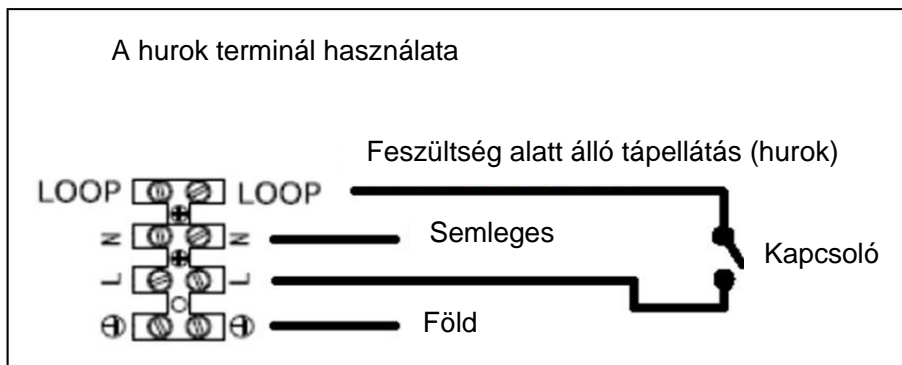 A hurok terminál használata
Feszültség alatt álló tápellátás (hurok)
LOOP LOOP
N N Semleges
Kapcsoló
L L
Föld